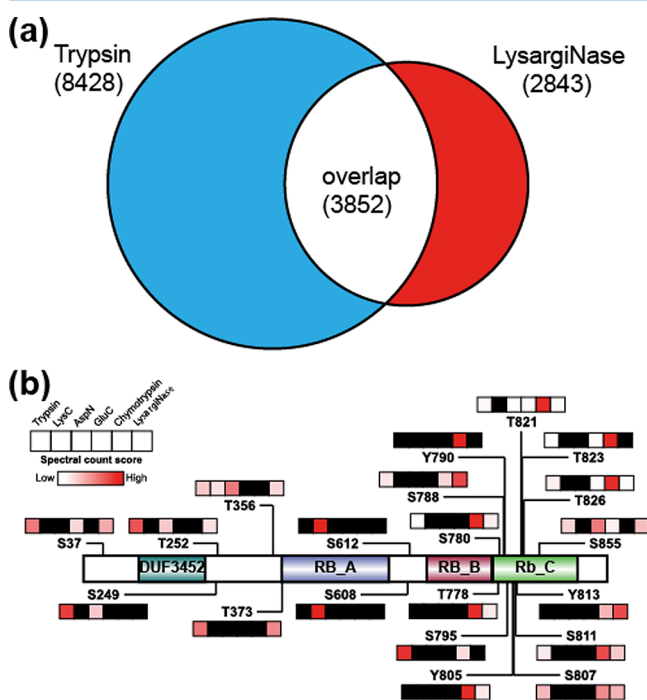 (a)
Trypsin
(8428)
LysargiNase
(2843)
overlap
(3852)
(b)
Trypsin
LysC
AspN
GluC
Chymotrypsin
LysargiNase
Spectral count score
Low
High
T821
Y790
T823
S788
T826
T356
S780
S37
T252
S612
S855
DUF3452
RB_A
RB_B
Rb_C
S249
S608
T778
Y813
T373
S795
S811
Y805
S807